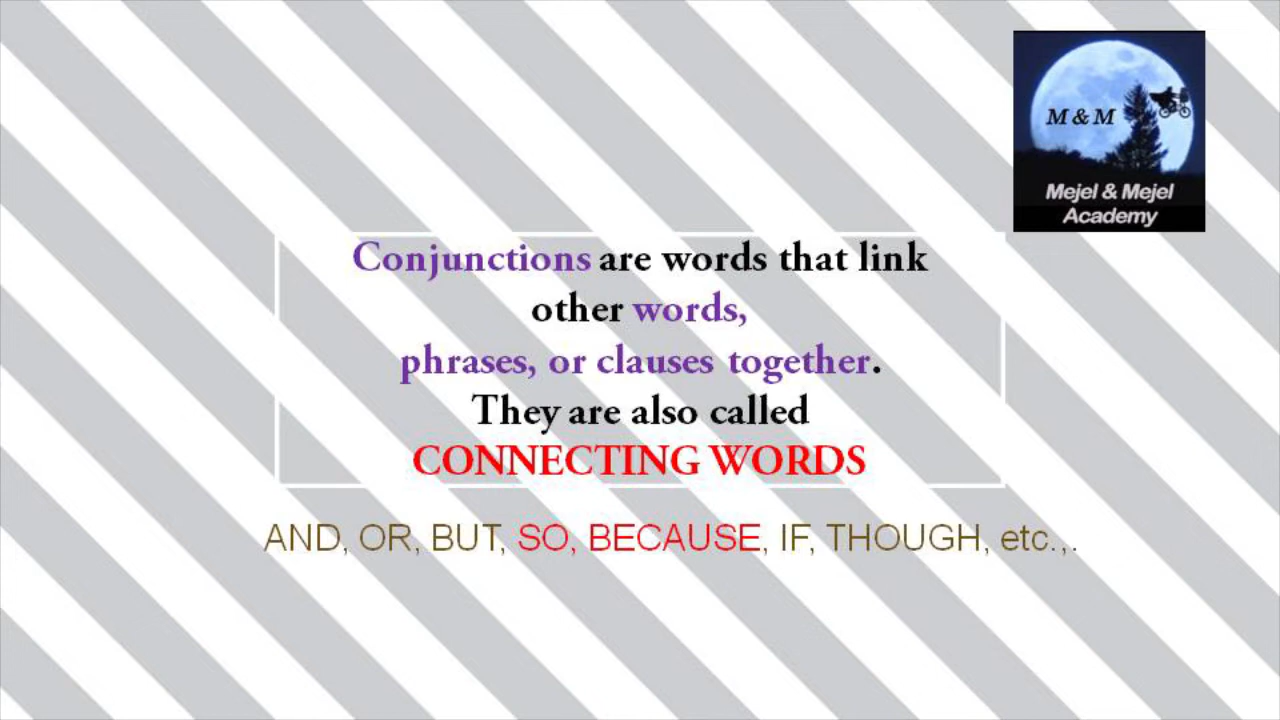 M & M
Mejel & Mejel
Academy
Conjunctions are words that link
other words,
phrases, or clauses together.
They are also called
CONNECTING WORDS
AND, OR, BUT, SO, BECAUSE, IF, THOUGH, etc.,.